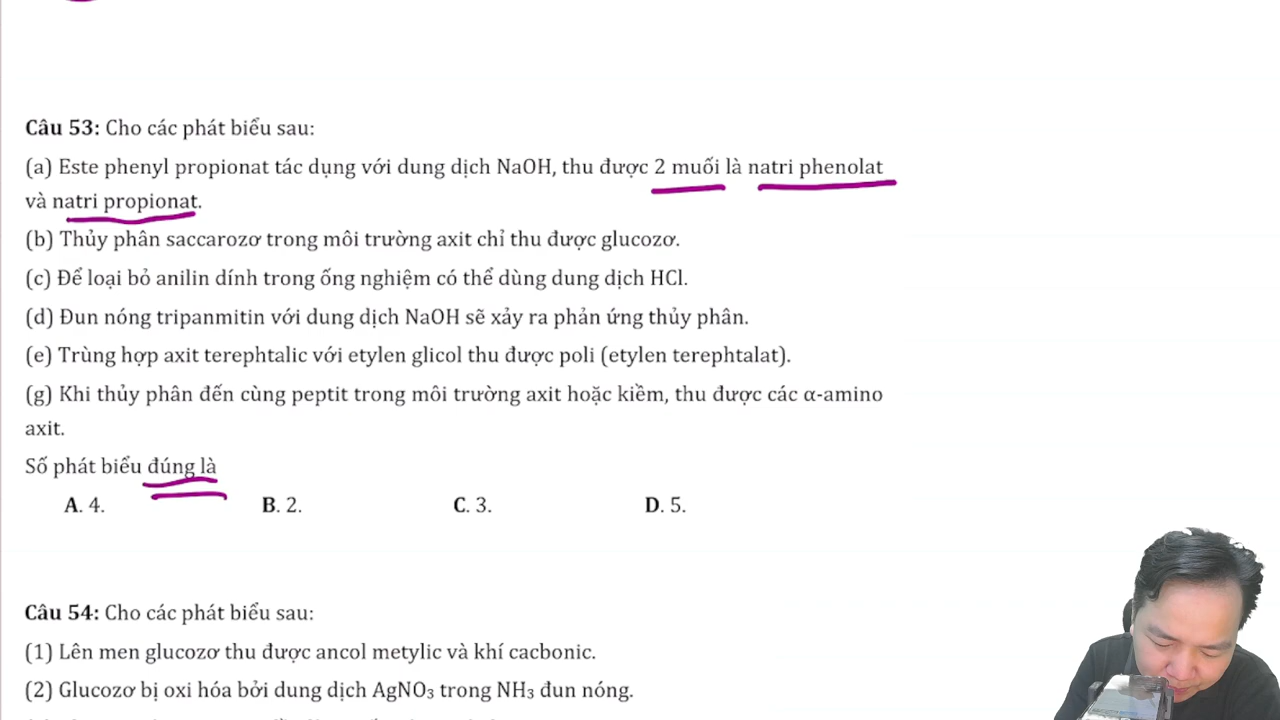 Câu 53: Cho các phát biểu sau:
(a) Este phenyl propionat tác dụng với dung dịch NaOH, thu được 2 muối là natri phenolat
và natri propionat.
(b) Thủy phân saccarozơ trong môi trường axit chỉ thu được glucozơ.
(c) Để loại bỏ anilin dính trong ống nghiệm có thể dùng dung dịch HCl.
(d) Đun nóng tripanmitin với dung dịch NaOH sẽ xảy ra phản ứng thủy phân.
(e) Trùng hợp axit terephtalic với etylen glicol thu được poli (etylen terephtalat).
(g) Khi thủy phân đến cùng peptit trong môi trường axit hoặc kiềm, thu được các α-amino
axit.
Số phát biểu đúng là
A. 4. B. 2. C. 3. D. 5.
Câu 54: Cho các phát biểu sau:
(1) Lên men glucozơ thu được ancol metylic và khí cacbonic.
(2) Glucozơ bị oxi hóa bởi dung dịch AgNO₃ trong NH₃ đun nóng.